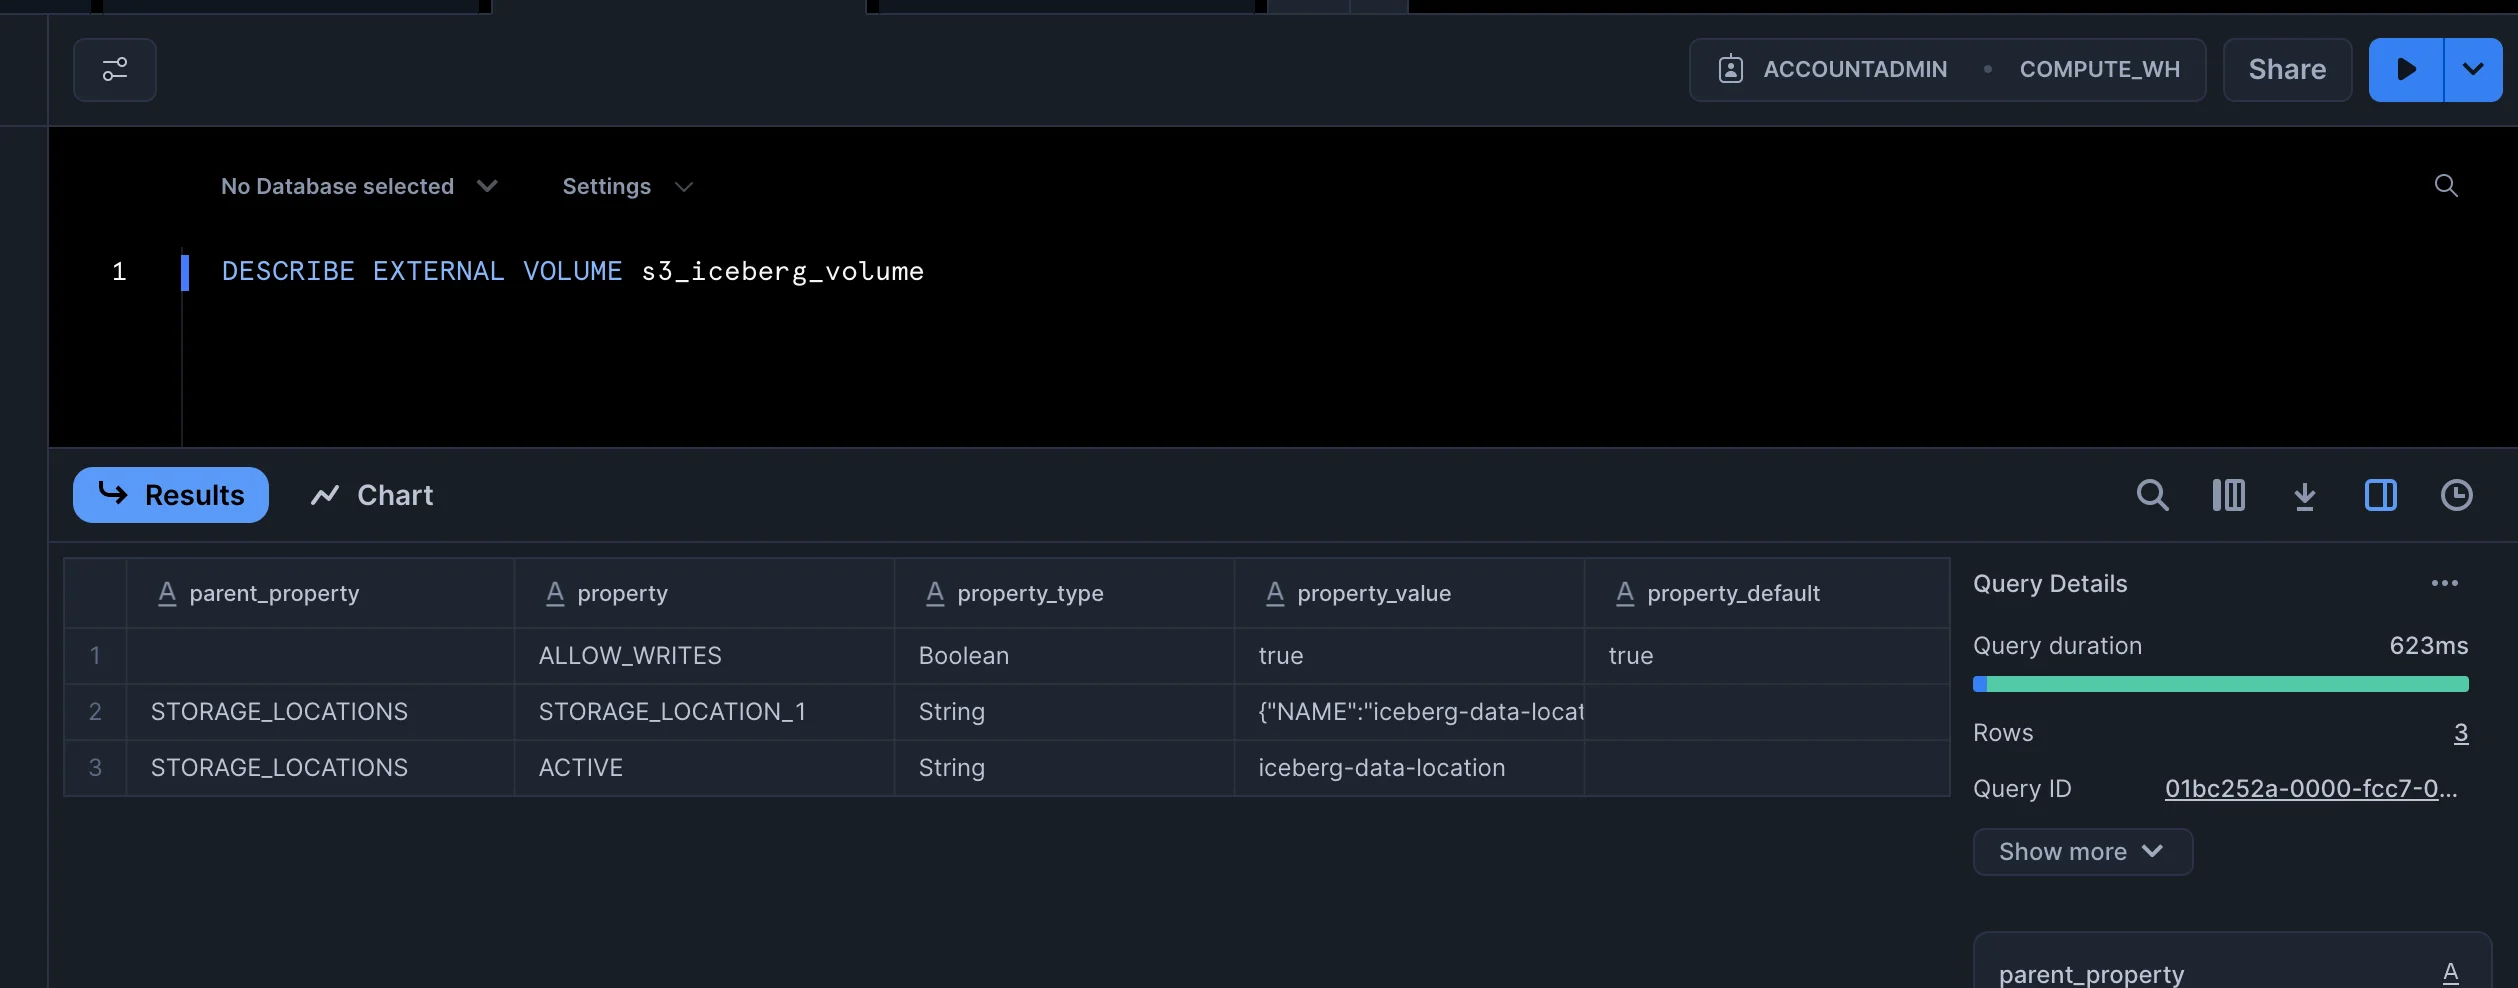 ACCOUNTADMIN • COMPUTE_WH Share
No Database selected Settings
1 DESCRIBE EXTERNAL VOLUME s3_iceberg_volume
Results Chart
A parent_property A property A property_type A property_value A property_default
1 ALLOW_WRITES Boolean true true
2 STORAGE_LOCATIONS STORAGE_LOCATION_1 String {"NAME":"iceberg-data-locat
3 STORAGE_LOCATIONS ACTIVE String iceberg-data-location
Query Details ...
Query duration 623ms
Rows 3
Query ID 01bc252a-0000-fcc7-0...
Show more
parent_property A